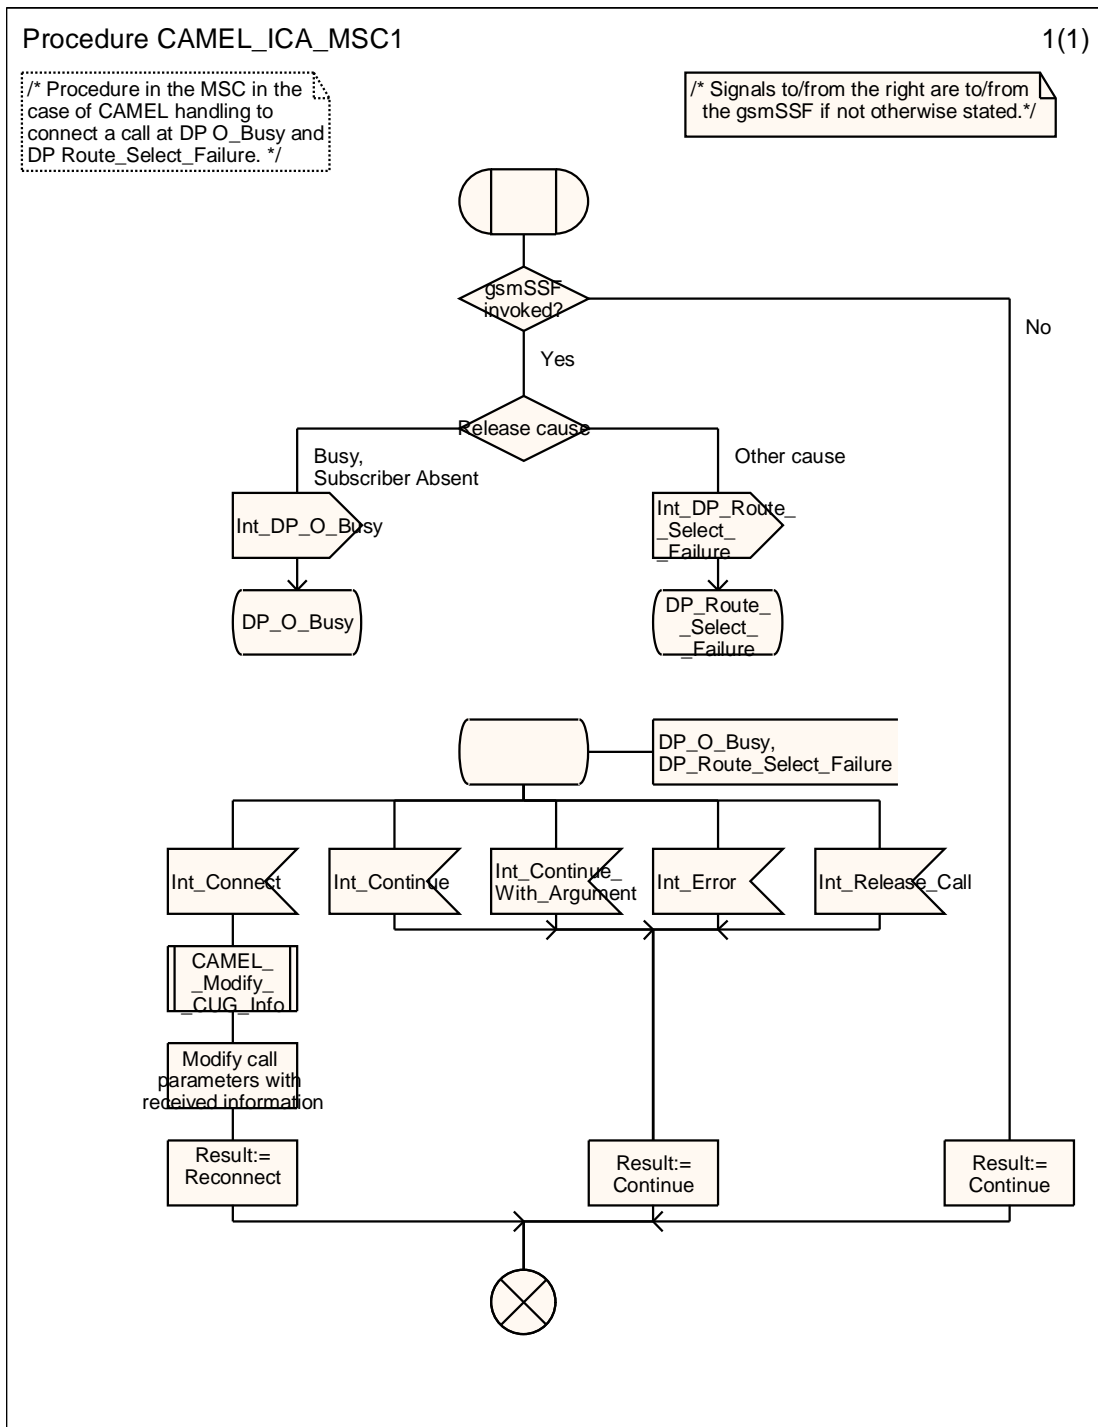 Procedure CAMEL_ICA_MSC1
1(1)
/* Procedure in the MSC in the
case of CAMEL handling to
connect a call at DP O_Busy and
DP Route_Select_Failure. */
/* Signals to/from the right are to/from
the gsmSSF if not otherwise stated.*/
gsmSSF
invoked?
No
Yes
Release cause
Busy,
Subscriber Absent
Other cause
Int_DP_O_Busy
Int_DP_Route_
_Select_
_Failure
DP_O_Busy
DP_Route_
_Select_
_Failure
DP_O_Busy,
DP_Route_Select_Failure
Int_Connect
Int_Continue
Int_Continue_
With_Argument
Int_Error
Int_Release_Call
CAMEL_
_Modify_
_CUG_Info
Modify call
parameters with
received information
Result:=
Reconnect
Result:=
Continue
Result:=
Continue